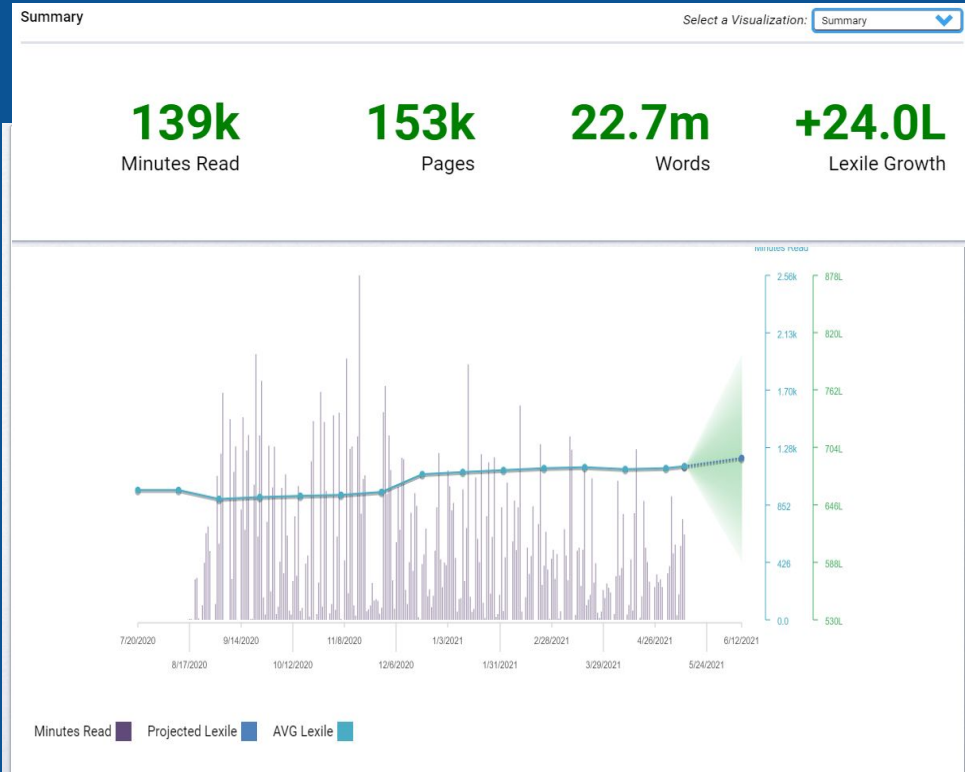 Summary
Select a Visualization: Summary
139k 153k 22.7m +24.0L
Minutes Read Pages Words Lexile Growth
Minutes Read
2.56k 878L
2.13k 820L
1.70k 762L
1.28k 704L
852 646L
426 588L
0.0 530L
7/20/2020 9/14/2020 11/8/2020 1/3/2021 2/28/2021 4/26/2021 6/12/2021
8/17/2020 10/12/2020 12/6/2020 1/31/2021 3/29/2021 5/24/2021
Minutes Read Projected Lexile AVG Lexile